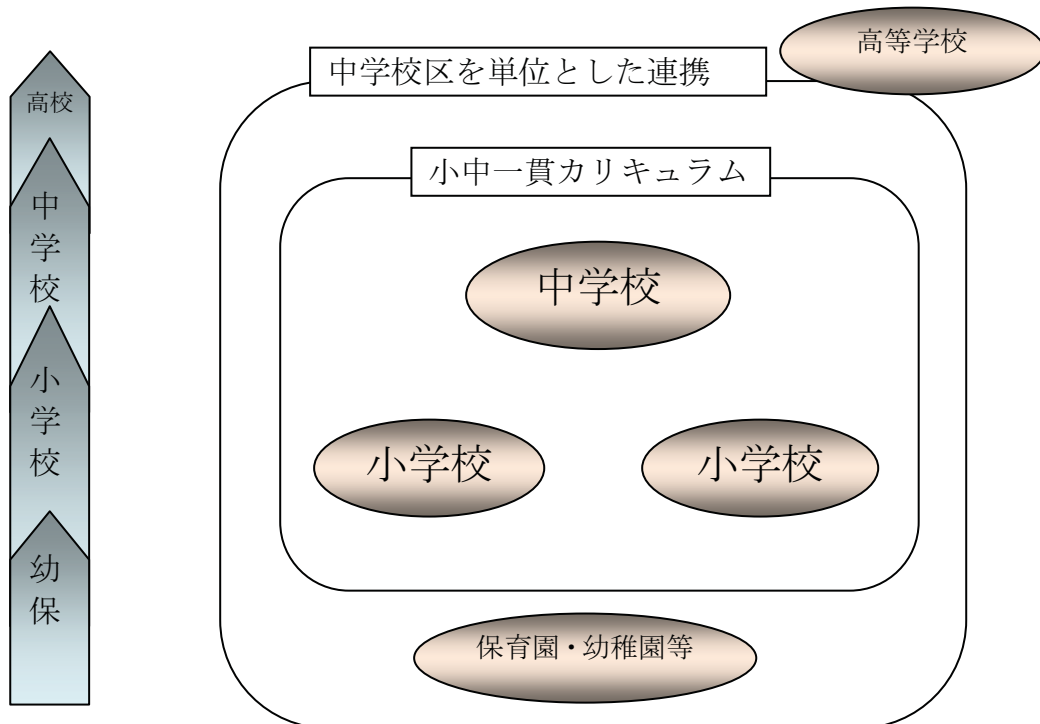 高等学校
中学校区を単位とした連携
高校
小中一貫カリキュラム
中学校
中学校
小学校
小学校
小学校
幼保
保育園・幼稚園等